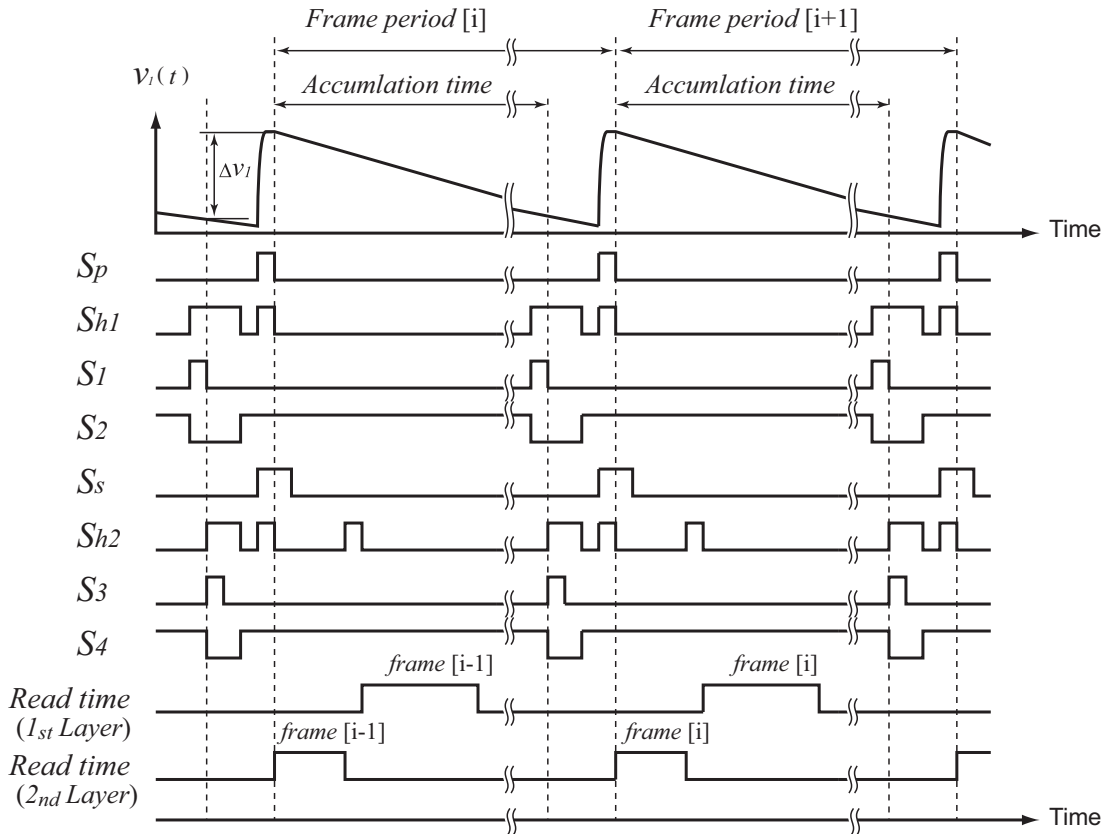 Frame period [i]
Frame period [i+1]
v1(t)
Accumlation time
Accumlation time
Δv1
Time
Sp
Sh1
S1
S2
Ss
Sh2
S3
S4
frame [i-1]
frame [i]
Read time
(1st Layer)
frame [i-1]
frame [i]
Read time
(2nd Layer)
Time